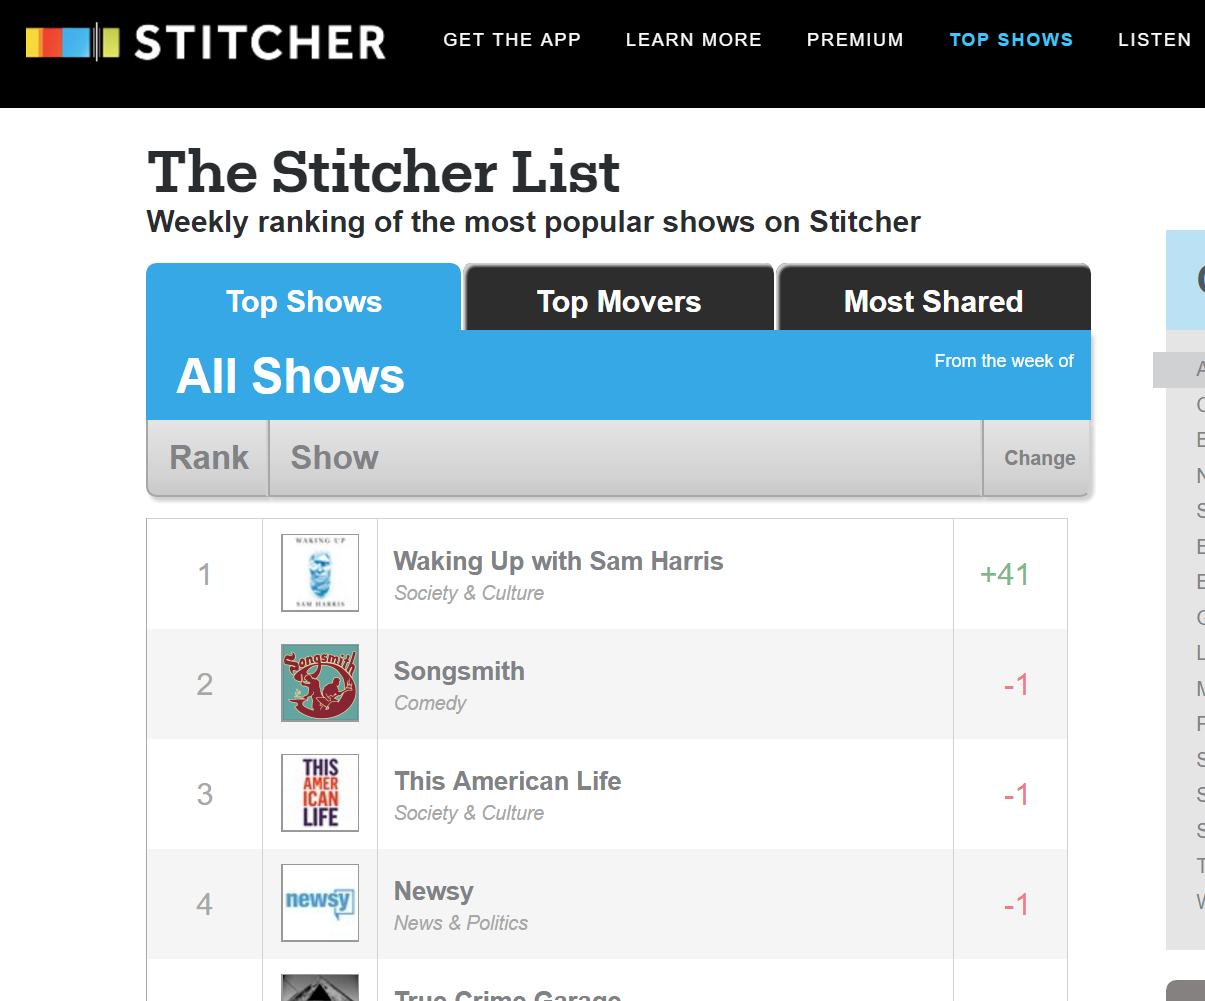 STITCHER
GET THE APP
LEARN MORE
PREMIUM
TOP SHOWS
LISTEN
The Stitcher List
Weekly ranking of the most popular shows on Stitcher
Top Shows
Top Movers
Most Shared
All Shows
From the week of
Rank
Show
Change
1
WAKING UP
SAM HARRIS
Waking Up with Sam Harris
Society & Culture
+41
2
Songsmith
Songsmith
Comedy
-1
3
THIS
AMER
ICAN
LIFE
This American Life
Society & Culture
-1
4
newsy
Newsy
News & Politics
-1
True Crime Garage